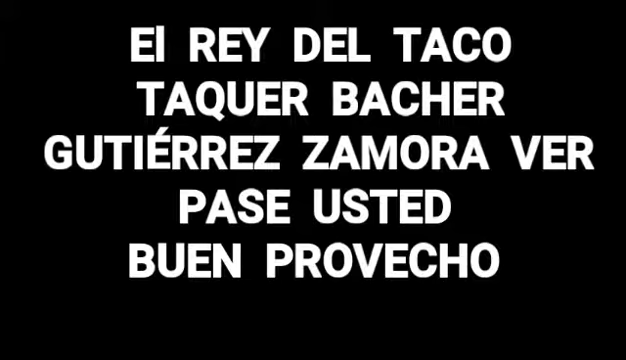 El REY DEL TACO
TAQUER BACHER
GUTIÉRREZ ZAMORA VER
PASE USTED
BUEN PROVECHO